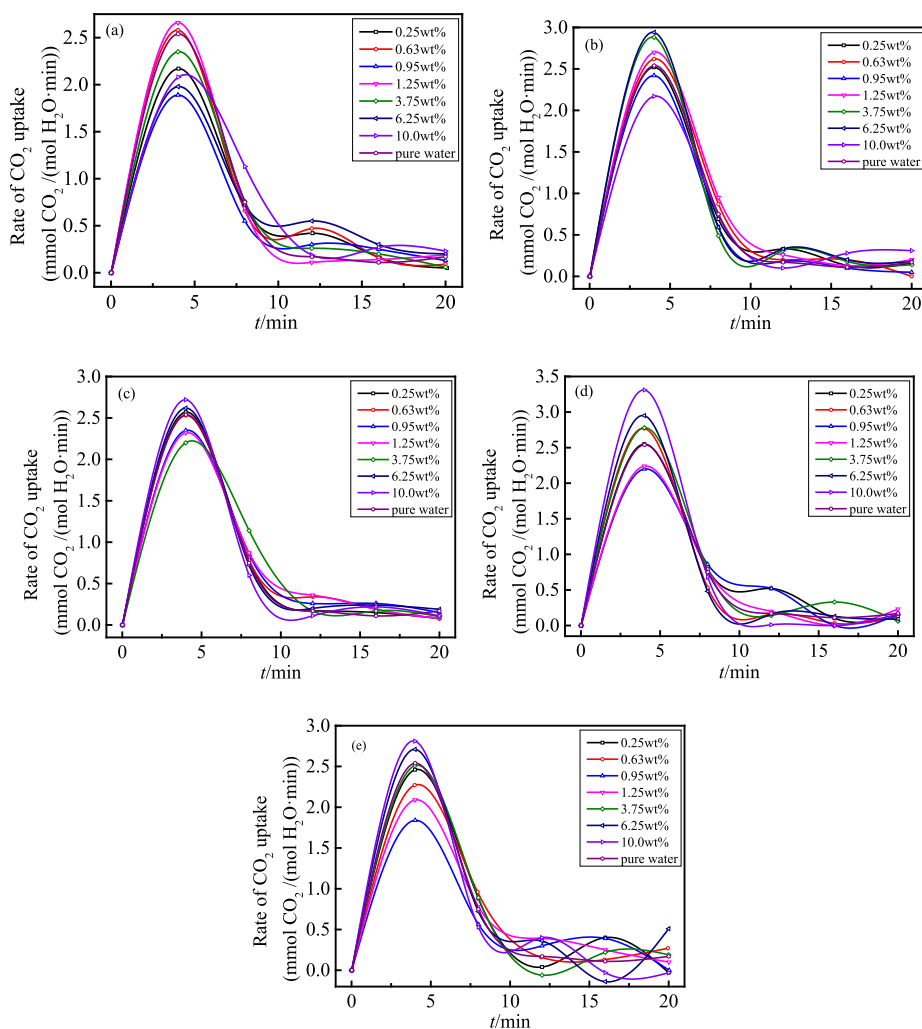 (a)
0.25wt%
0.63wt%
0.95wt%
1.25wt%
3.75wt%
6.25wt%
10.0wt%
pure water
2.5
2.0
1.5
1.0
0.5
0.0
Rate of CO₂ uptake
(mmol CO₂ /(mol H₂O·min))
0 5 10 15 20
t/min
(b)
0.25wt%
0.63wt%
0.95wt%
1.25wt%
3.75wt%
6.25wt%
10.0wt%
pure water
3.0
2.5
2.0
1.5
1.0
0.5
0.0
Rate of CO₂ uptake
(mmol CO₂ /(mol H₂O·min))
0 5 10 15 20
t/min
(c)
0.25wt%
0.63wt%
0.95wt%
1.25wt%
3.75wt%
6.25wt%
10.0wt%
pure water
3.0
2.5
2.0
1.5
1.0
0.5
0.0
Rate of CO₂ uptake
(mmol CO₂ /(mol H₂O·min))
0 5 10 15 20
t/min
(d)
0.25wt%
0.63wt%
0.95wt%
1.25wt%
3.75wt%
6.25wt%
10.0wt%
pure water
3.5
3.0
2.5
2.0
1.5
1.0
0.5
0.0
Rate of CO₂ uptake
(mmol CO₂ /(mol H₂O·min))
0 5 10 15 20
t/min
(e)
0.25wt%
0.63wt%
0.95wt%
1.25wt%
3.75wt%
6.25wt%
10.0wt%
pure water
3.0
2.5
2.0
1.5
1.0
0.5
0.0
Rate of CO₂ uptake
(mmol CO₂ /(mol H₂O·min))
0 5 10 15 20
t/min